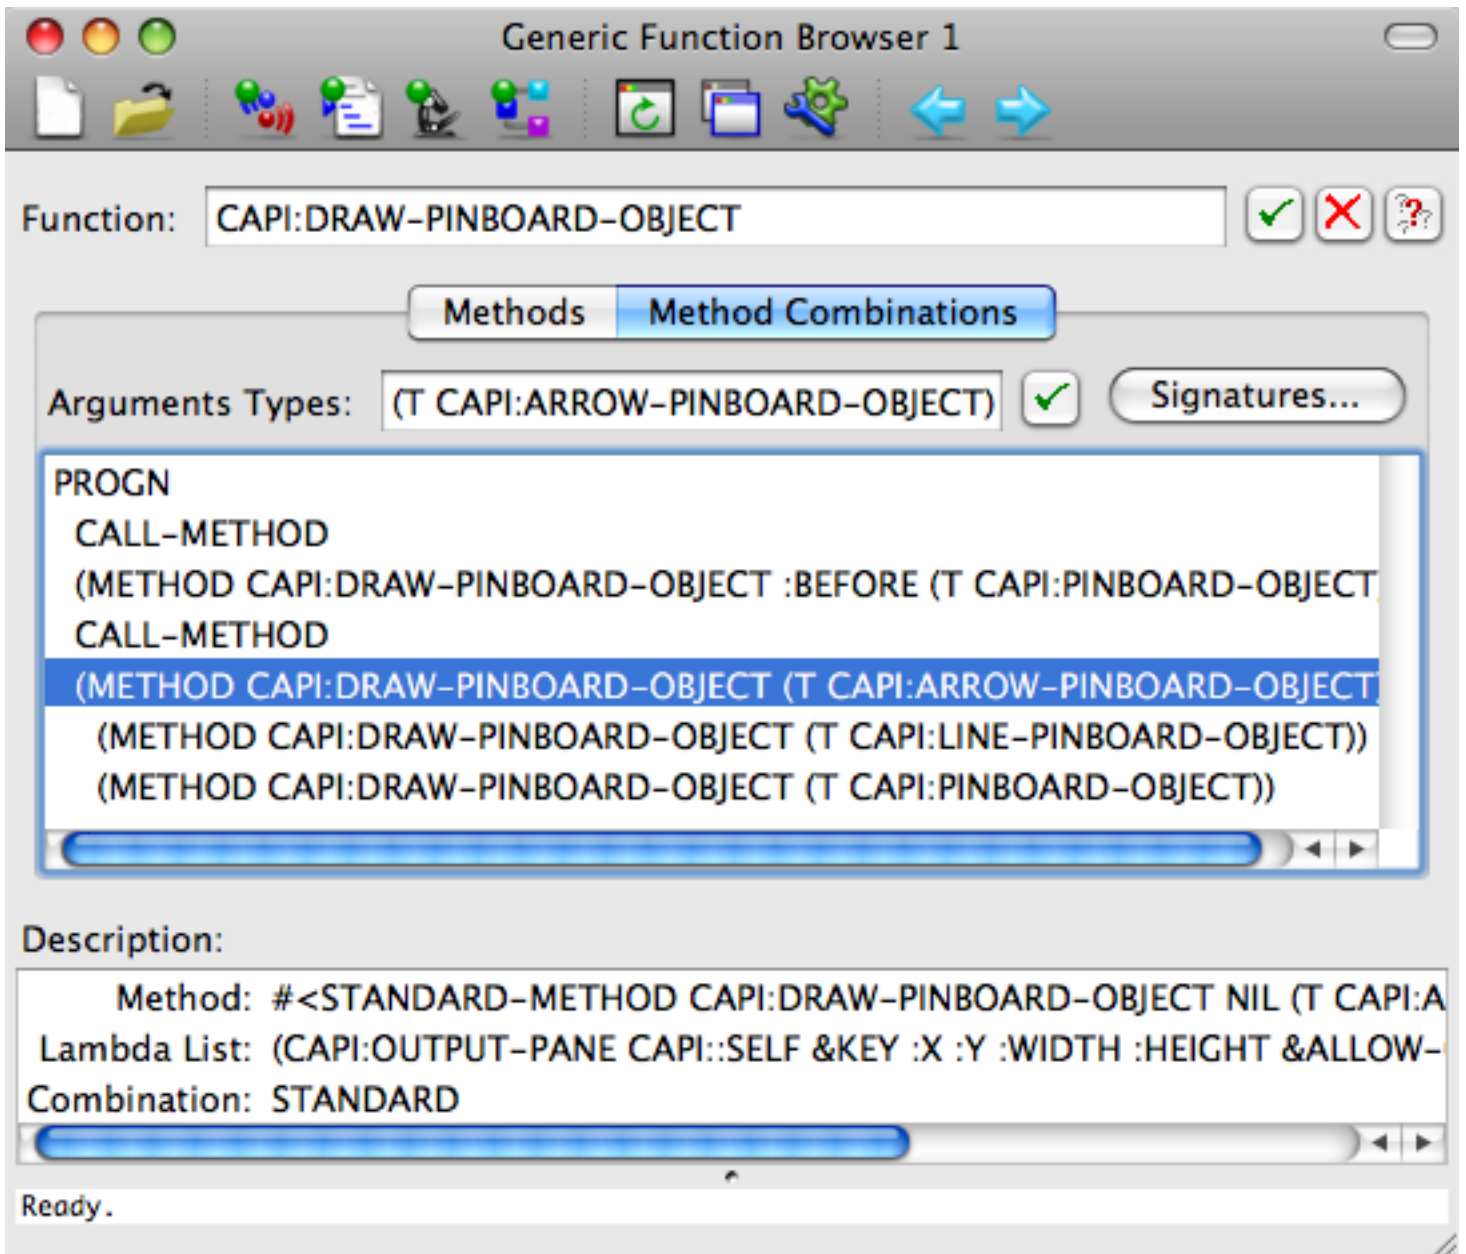 Generic Function Browser 1
Function: CAPI:DRAW-PINBOARD-OBJECT
Methods Method Combinations
Arguments Types: (T CAPI:ARROW-PINBOARD-OBJECT) Signatures...
PROGN
CALL-METHOD
(METHOD CAPI:DRAW-PINBOARD-OBJECT :BEFORE (T CAPI:PINBOARD-OBJECT
CALL-METHOD
(METHOD CAPI:DRAW-PINBOARD-OBJECT (T CAPI:ARROW-PINBOARD-OBJECT)
(METHOD CAPI:DRAW-PINBOARD-OBJECT (T CAPI:LINE-PINBOARD-OBJECT))
(METHOD CAPI:DRAW-PINBOARD-OBJECT (T CAPI:PINBOARD-OBJECT))
Description:
Method: #<STANDARD-METHOD CAPI:DRAW-PINBOARD-OBJECT NIL (T CAPI:A
Lambda List: (CAPI:OUTPUT-PANE CAPI::SELF &KEY :X :Y :WIDTH :HEIGHT &ALLOW-
Combination: STANDARD
Ready.